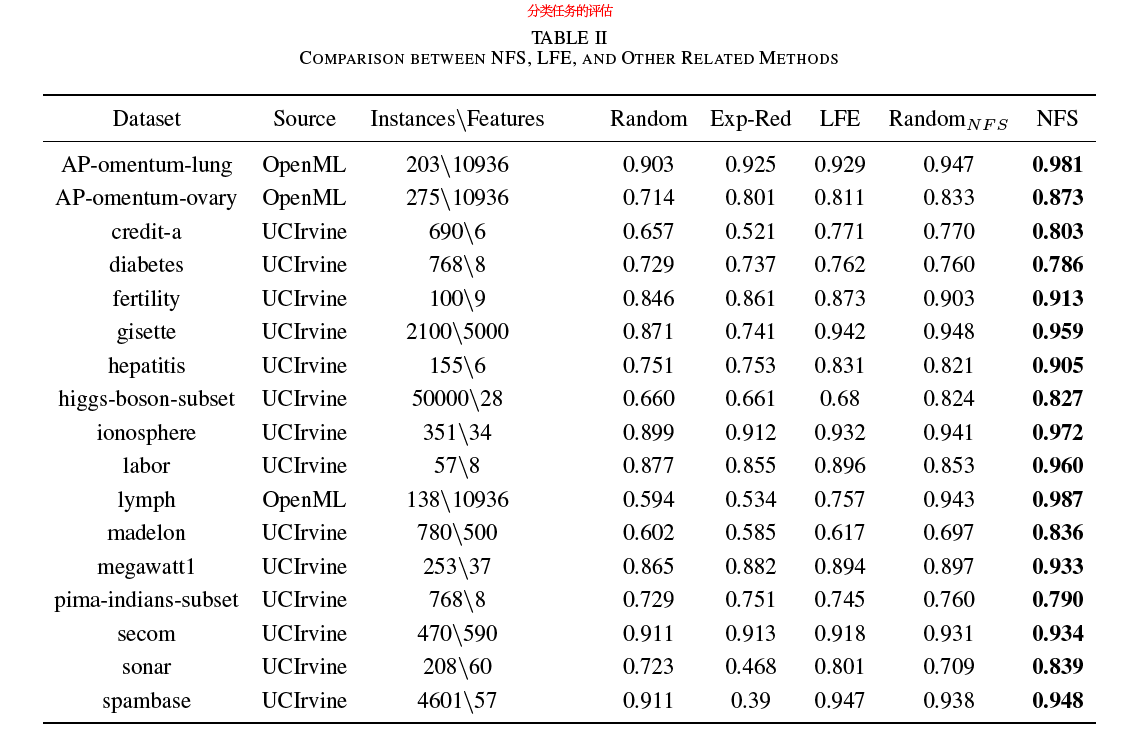 分类任务的评估
TABLE II
COMPARISON BETWEEN NFS, LFE, AND OTHER RELATED METHODS
Dataset Source Instances\Features Random Exp-Red LFE Random_NFS NFS
AP-omentum-lung OpenML 203\10936 0.903 0.925 0.929 0.947 0.981
AP-omentum-ovary OpenML 275\10936 0.714 0.801 0.811 0.833 0.873
credit-a UCIrvine 690\6 0.657 0.521 0.771 0.770 0.803
diabetes UCIrvine 768\8 0.729 0.737 0.762 0.760 0.786
fertility UCIrvine 100\9 0.846 0.861 0.873 0.903 0.913
gisette UCIrvine 2100\5000 0.871 0.741 0.942 0.948 0.959
hepatitis UCIrvine 155\6 0.751 0.753 0.831 0.821 0.905
higgs-boson-subset UCIrvine 50000\28 0.660 0.661 0.68 0.824 0.827
ionosphere UCIrvine 351\34 0.899 0.912 0.932 0.941 0.972
labor UCIrvine 57\8 0.877 0.855 0.896 0.853 0.960
lymph OpenML 138\10936 0.594 0.534 0.757 0.943 0.987
madelon UCIrvine 780\500 0.602 0.585 0.617 0.697 0.836
megawatt1 UCIrvine 253\37 0.865 0.882 0.894 0.897 0.933
pima-indians-subset UCIrvine 768\8 0.729 0.751 0.745 0.760 0.790
secom UCIrvine 470\590 0.911 0.913 0.918 0.931 0.934
sonar UCIrvine 208\60 0.723 0.468 0.801 0.709 0.839
spambase UCIrvine 4601\57 0.911 0.39 0.947 0.938 0.948